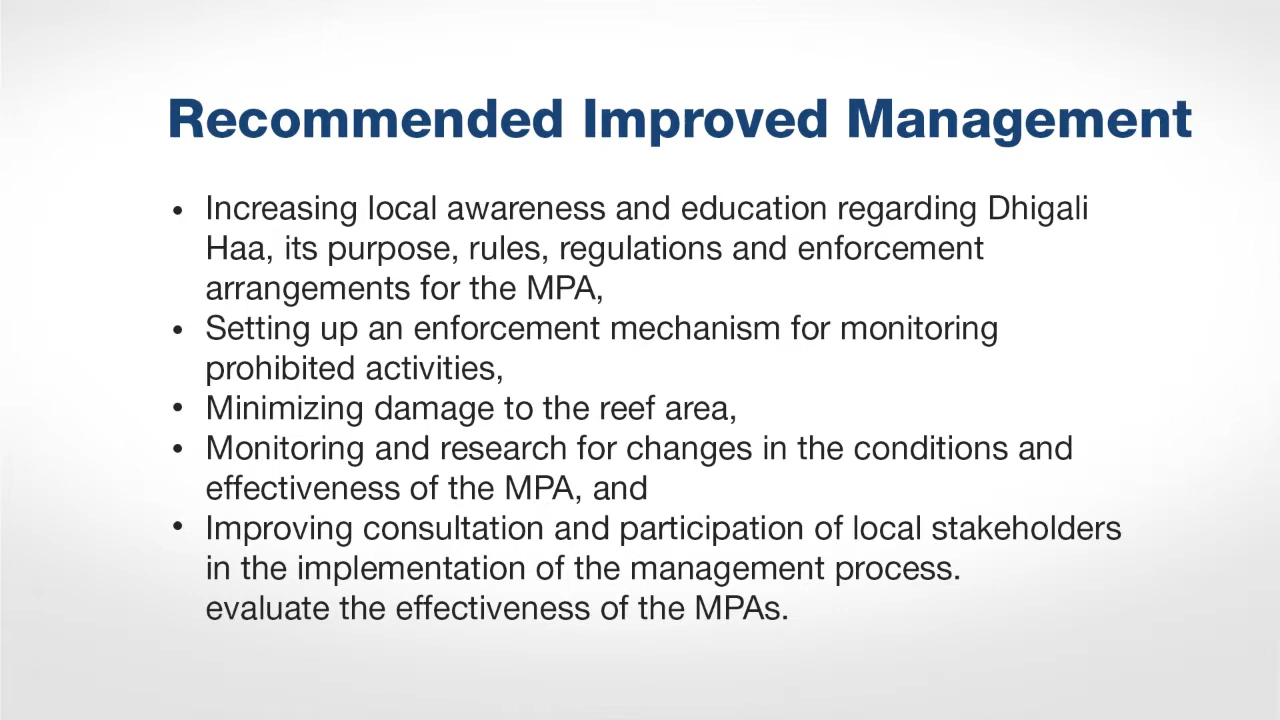 Recommended Improved Management
• Increasing local awareness and education regarding Dhigali
Haa, its purpose, rules, regulations and enforcement
arrangements for the MPA,
• Setting up an enforcement mechanism for monitoring
prohibited activities,
• Minimizing damage to the reef area,
• Monitoring and research for changes in the conditions and
effectiveness of the MPA, and
• Improving consultation and participation of local stakeholders
in the implementation of the management process.
evaluate the effectiveness of the MPAs.